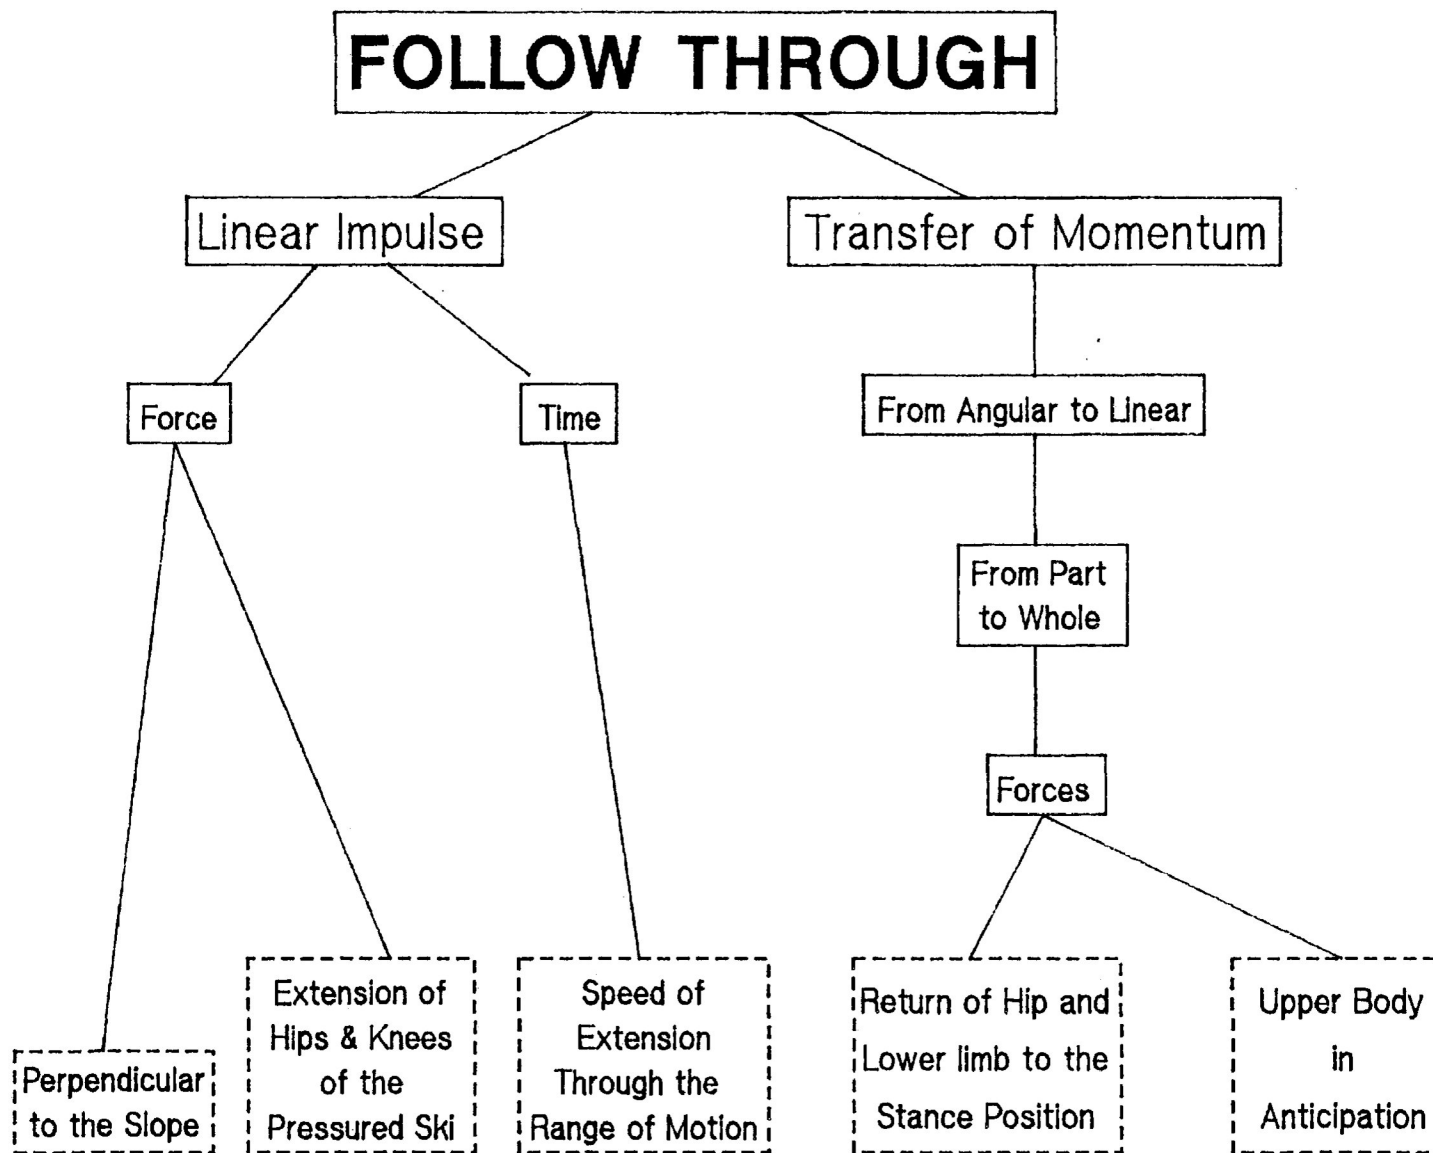 FOLLOW THROUGH
Linear Impulse
Transfer of Momentum
Force
Time
From Angular to Linear
From Part
to Whole
Forces
Perpendicular
to the Slope
Extension of
Hips & Knees
of the
Pressured Ski
Speed of
Extension
Through the
Range of Motion
Return of Hip and
Lower limb to the
Stance Position
Upper Body
in
Anticipation